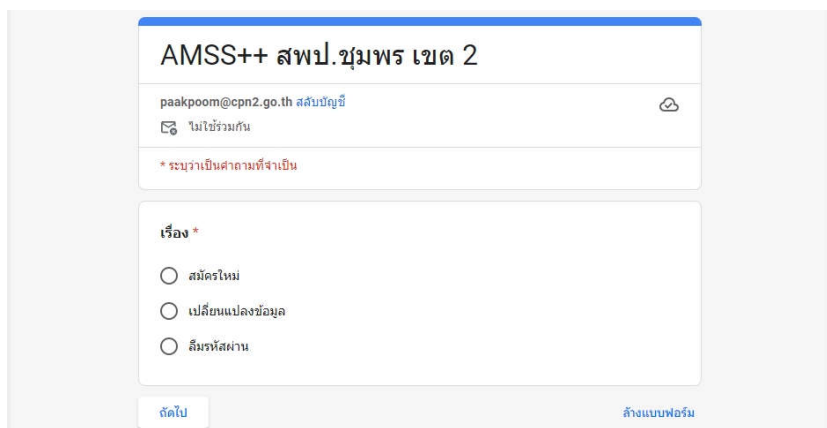 AMSS++ สพป.ชุมพร เขต 2
paakpoom@cpn2.go.th สลับบัญชี
ไม่ใช้ร่วมกัน
* ระบุว่าเป็นคำถามที่จำเป็น
เรื่อง *
สมัครใหม่
เปลี่ยนแปลงข้อมูล
ลืมรหัสผ่าน
ถัดไป ล้างแบบฟอร์ม